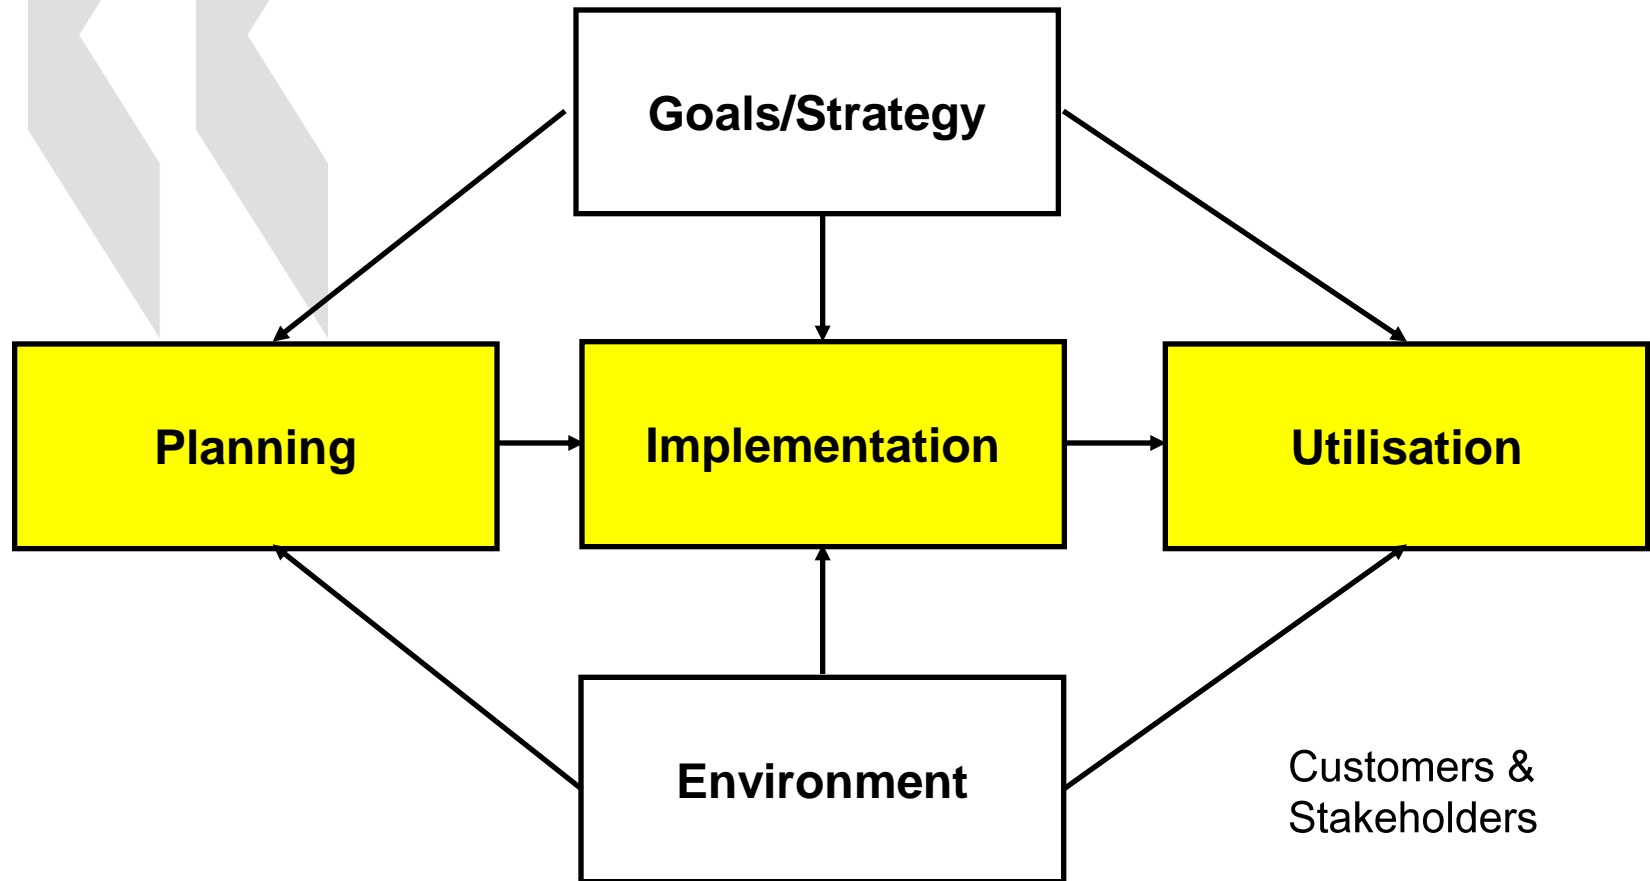 Goals/Strategy
Planning
Implementation
Utilisation
Environment
Customers &
Stakeholders